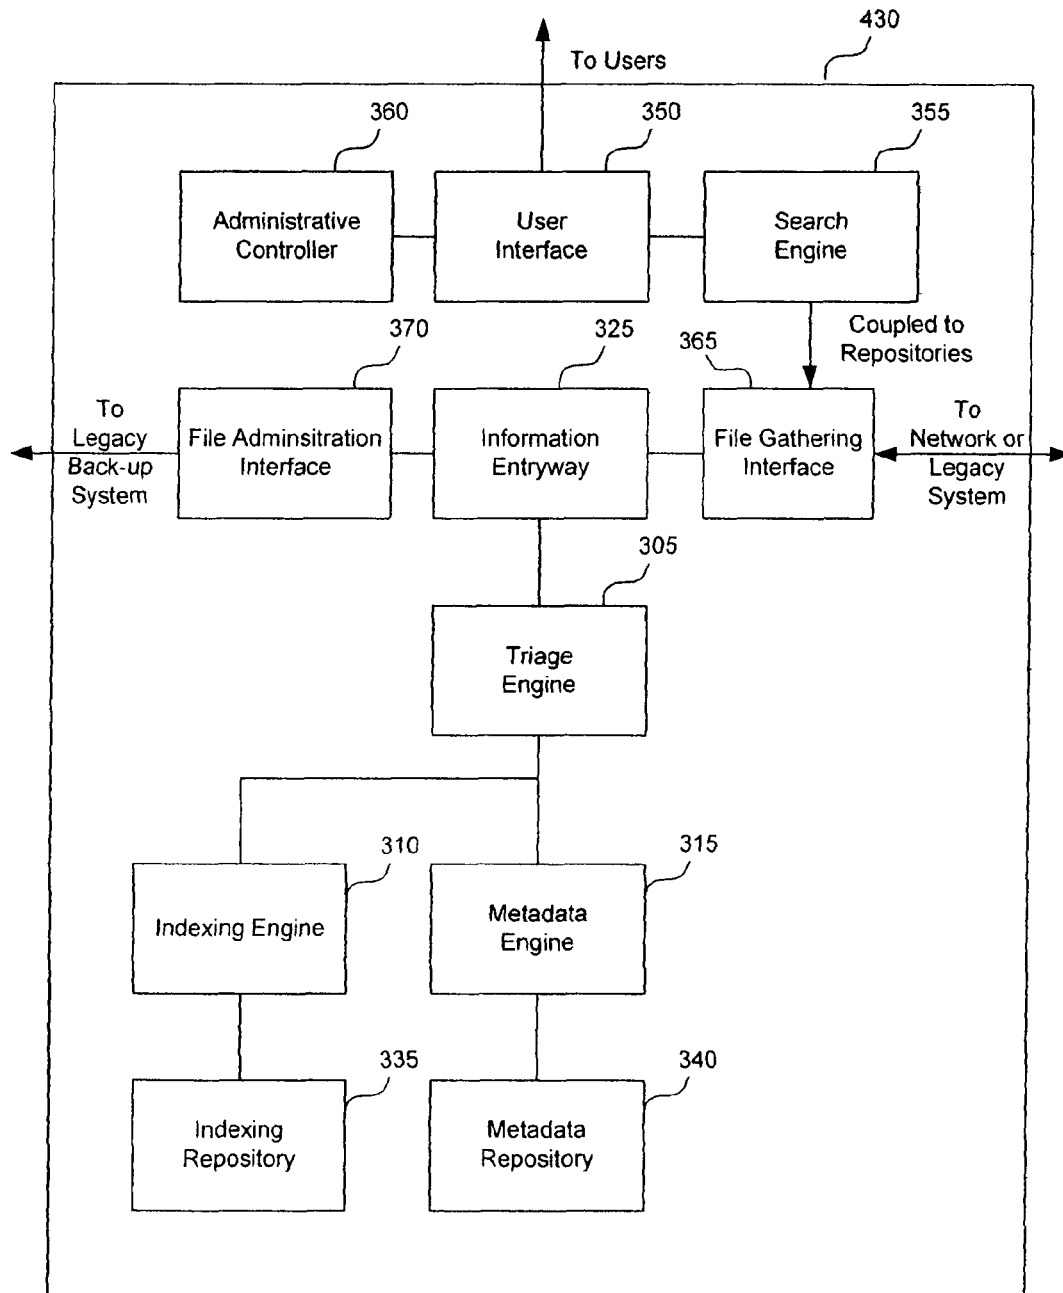 430
To Users
360
350
355
Administrative
Controller
User
Interface
Search
Engine
370
325
365
Coupled to
Repositories
To
Legacy
Back-up
System
File Adminsitration
Interface
Information
Entryway
File Gathering
Interface
To
Network or
Legacy
System
305
Triage
Engine
310
315
Indexing Engine
Metadata
Engine
335
340
Indexing
Repository
Metadata
Repository